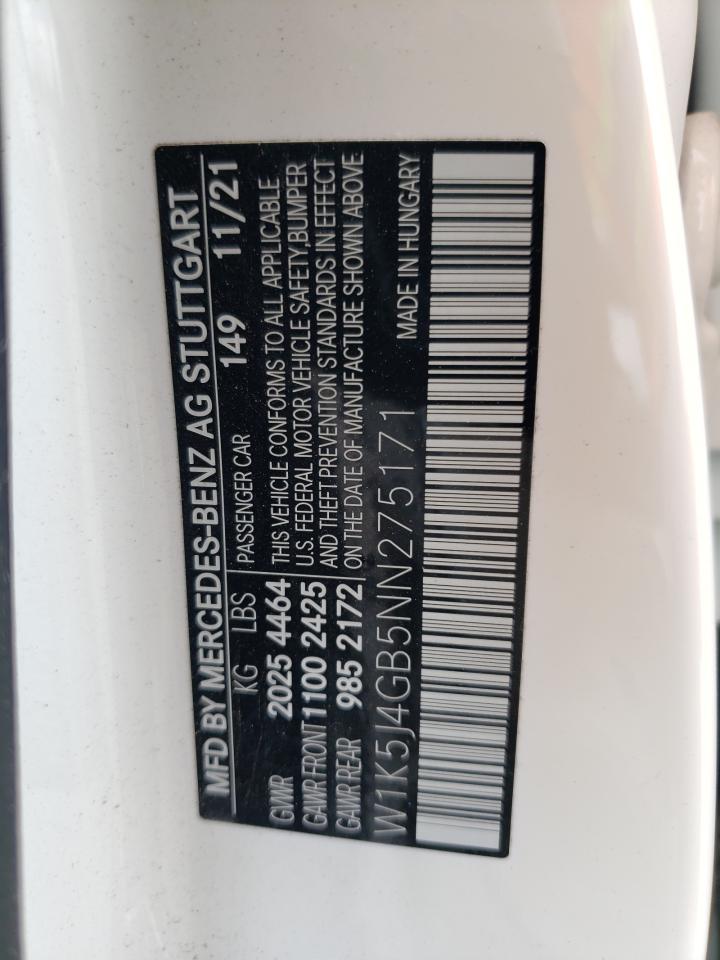 MFD BY MERCEDES-BENZ AG STUTTGART
KG LBS PASSENGER CAR 149 11/21
GVWR 2025 4464 THIS VEHICLE CONFORMS TO ALL APPLICABLE
GAWR FRONT 1100 2425 U.S. FEDERAL MOTOR VEHICLE SAFETY, BUMPER
GAWR REAR 985 2172 AND THEFT PREVENTION STANDARDS IN EFFECT
ON THE DATE OF MANUFACTURE SHOWN ABOVE
W1K5J4GB5NN275171 MADE IN HUNGARY